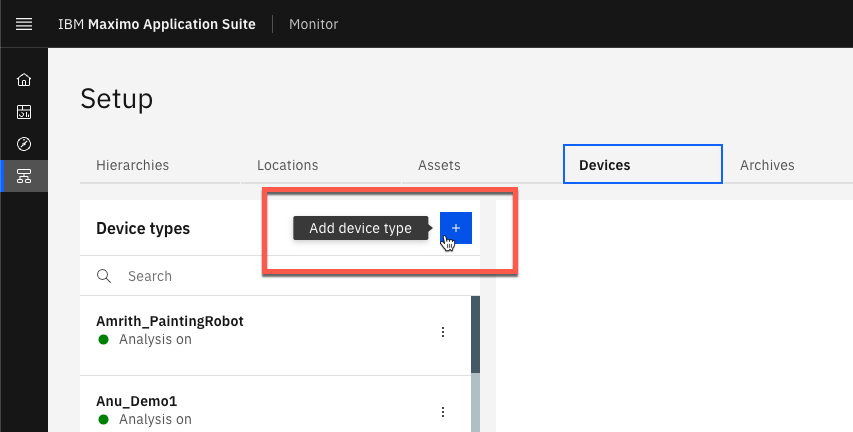 IBM Maximo Application Suite Monitor
Setup
Hierarchies Locations Assets Devices Archives
Device types Add device type +
Search
Amrith_PaintingRobot
Analysis on
Anu_Demo1
Analysis on